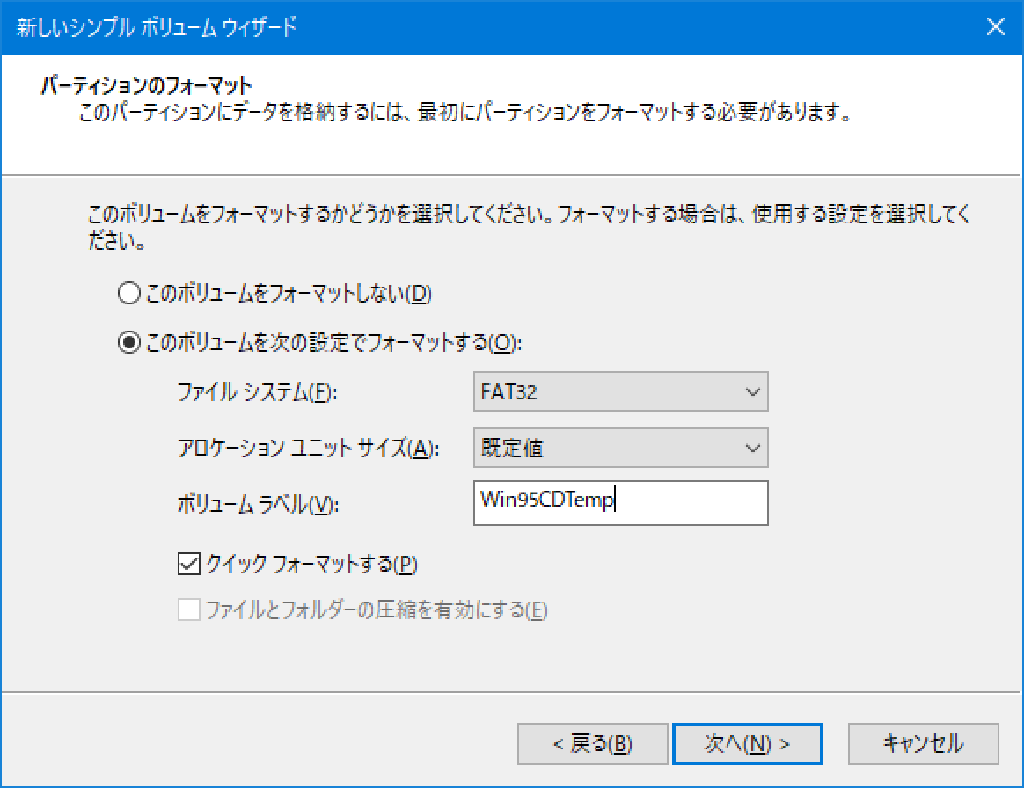 新しいシンプル ボリューム ウィザード
パーティションのフォーマット
このパーティションにデータを格納するには、最初にパーティションをフォーマットする必要があります。
このボリュームをフォーマットするかどうかを選択してください。フォーマットする場合は、使用する設定を選択してく
ださい。
このボリュームをフォーマットしない(D)
このボリュームを次の設定でフォーマットする(O):
ファイル システム(F): FAT32
アロケーション ユニット サイズ(A): 既定値
ボリューム ラベル(V): Win95CDTemp
クイック フォーマットする(P)
ファイルとフォルダーの圧縮を有効にする(E)
< 戻る(B) 次へ(N) > キャンセル